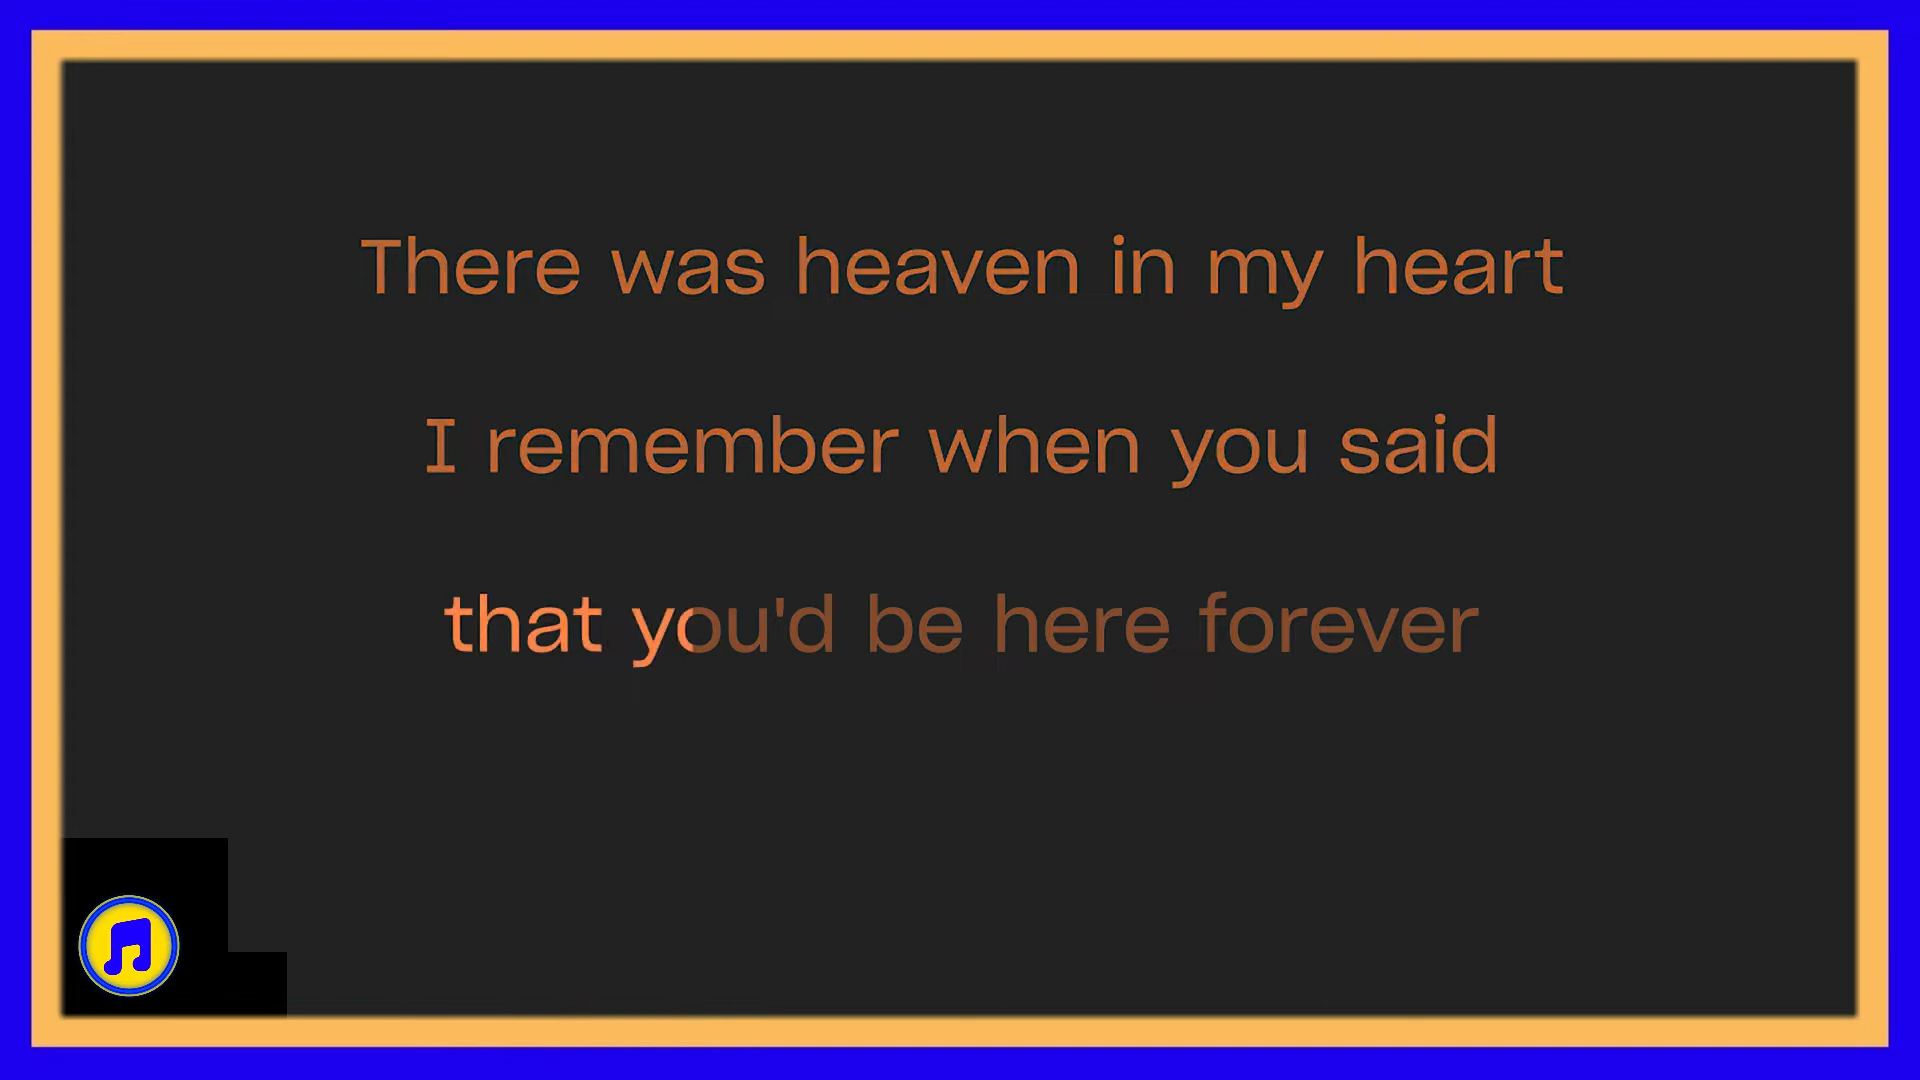 There was heaven in my heart
I remember when you said
that you'd be here forever